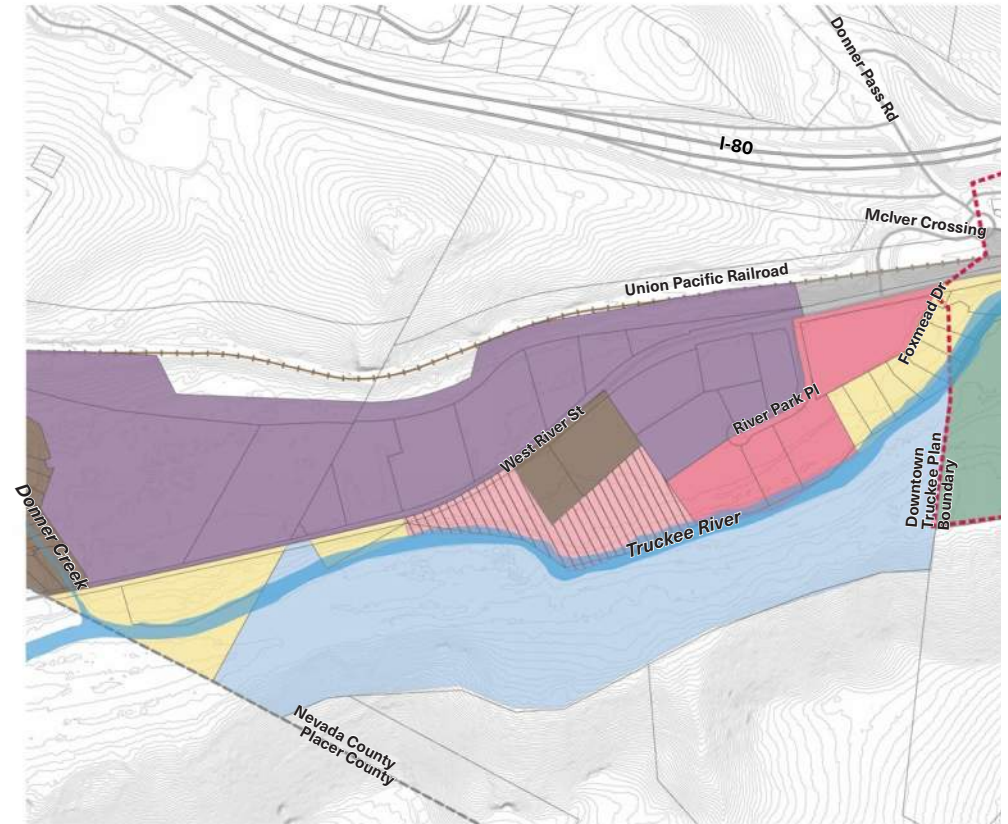 Donner Pass Rd
I-80
McIver Crossing
Union Pacific Railroad
Foxmead Dr
River Park Pl
West River St
Downtown
Truckee Plan
Boundary
Donner Creek
Truckee River
Nevada County
Placer County